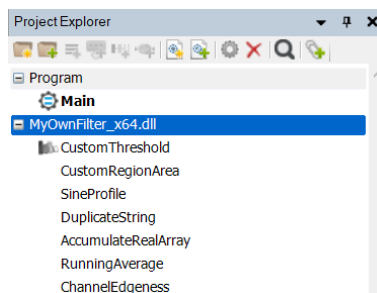 Project Explorer
Program
Main
MyOwnFilter_x64.dll
CustomThreshold
CustomRegionArea
SineProfile
DuplicateString
AccumulateRealArray
RunningAverage
ChannelEdgeness